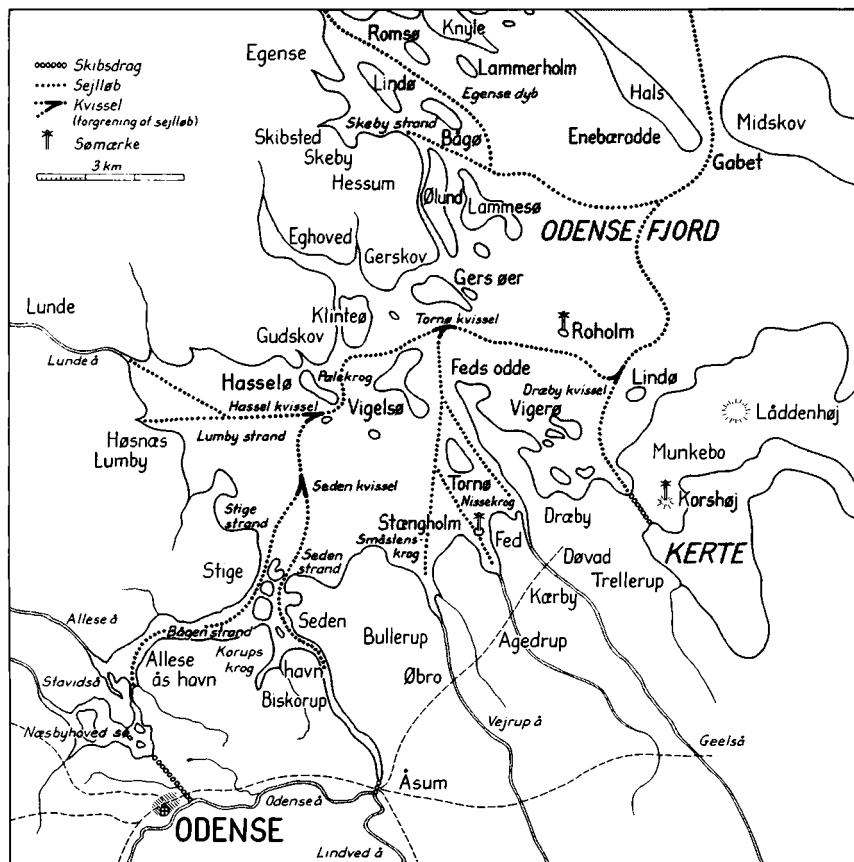 Skibsdrag
Sejlløb
Kvissel
(forgrening af sejlløb)
Sømærke
3 km
Egense
Romsø
Knyle
Lammerholm
Lindø
Egense dyb
Hals
Midskov
Skeby strand
Bågø
Enebærodde
Skibsted
Skeby
Gabet
Hessum
Ølund
Lammesø
ODENSE FJORD
Eghoved
Gerskov
Gers øer
Lunde
Klinteø
Tornø kvissel
Roholm
Gudskov
Lunde å
Hasselø
Palekrog
Feds odde
Dræby kvissel
Lindø
Hassel kvissel
Vigelsø
Vigerø
Låddenhøj
Høsnæs
Lumby strand
Lumby
Munkebo
Seden kvissel
Tornø
Nissekrog
Korshøj
Stige
strand
Stængholm
Dræby
Småstens
krog
Fed
KERTE
Stige
Seden
strand
Døvad
Trellerup
Kærby
Allese å
Bågen strand
Seden
Bullerup
Agedrup
Allese
ås havn
Korups
krog
havn
Øbro
Stavidså
Biskorup
Næsbyhoved sø
Vejrup å
Geelså
Åsum
Odense å
ODENSE
Lindved å